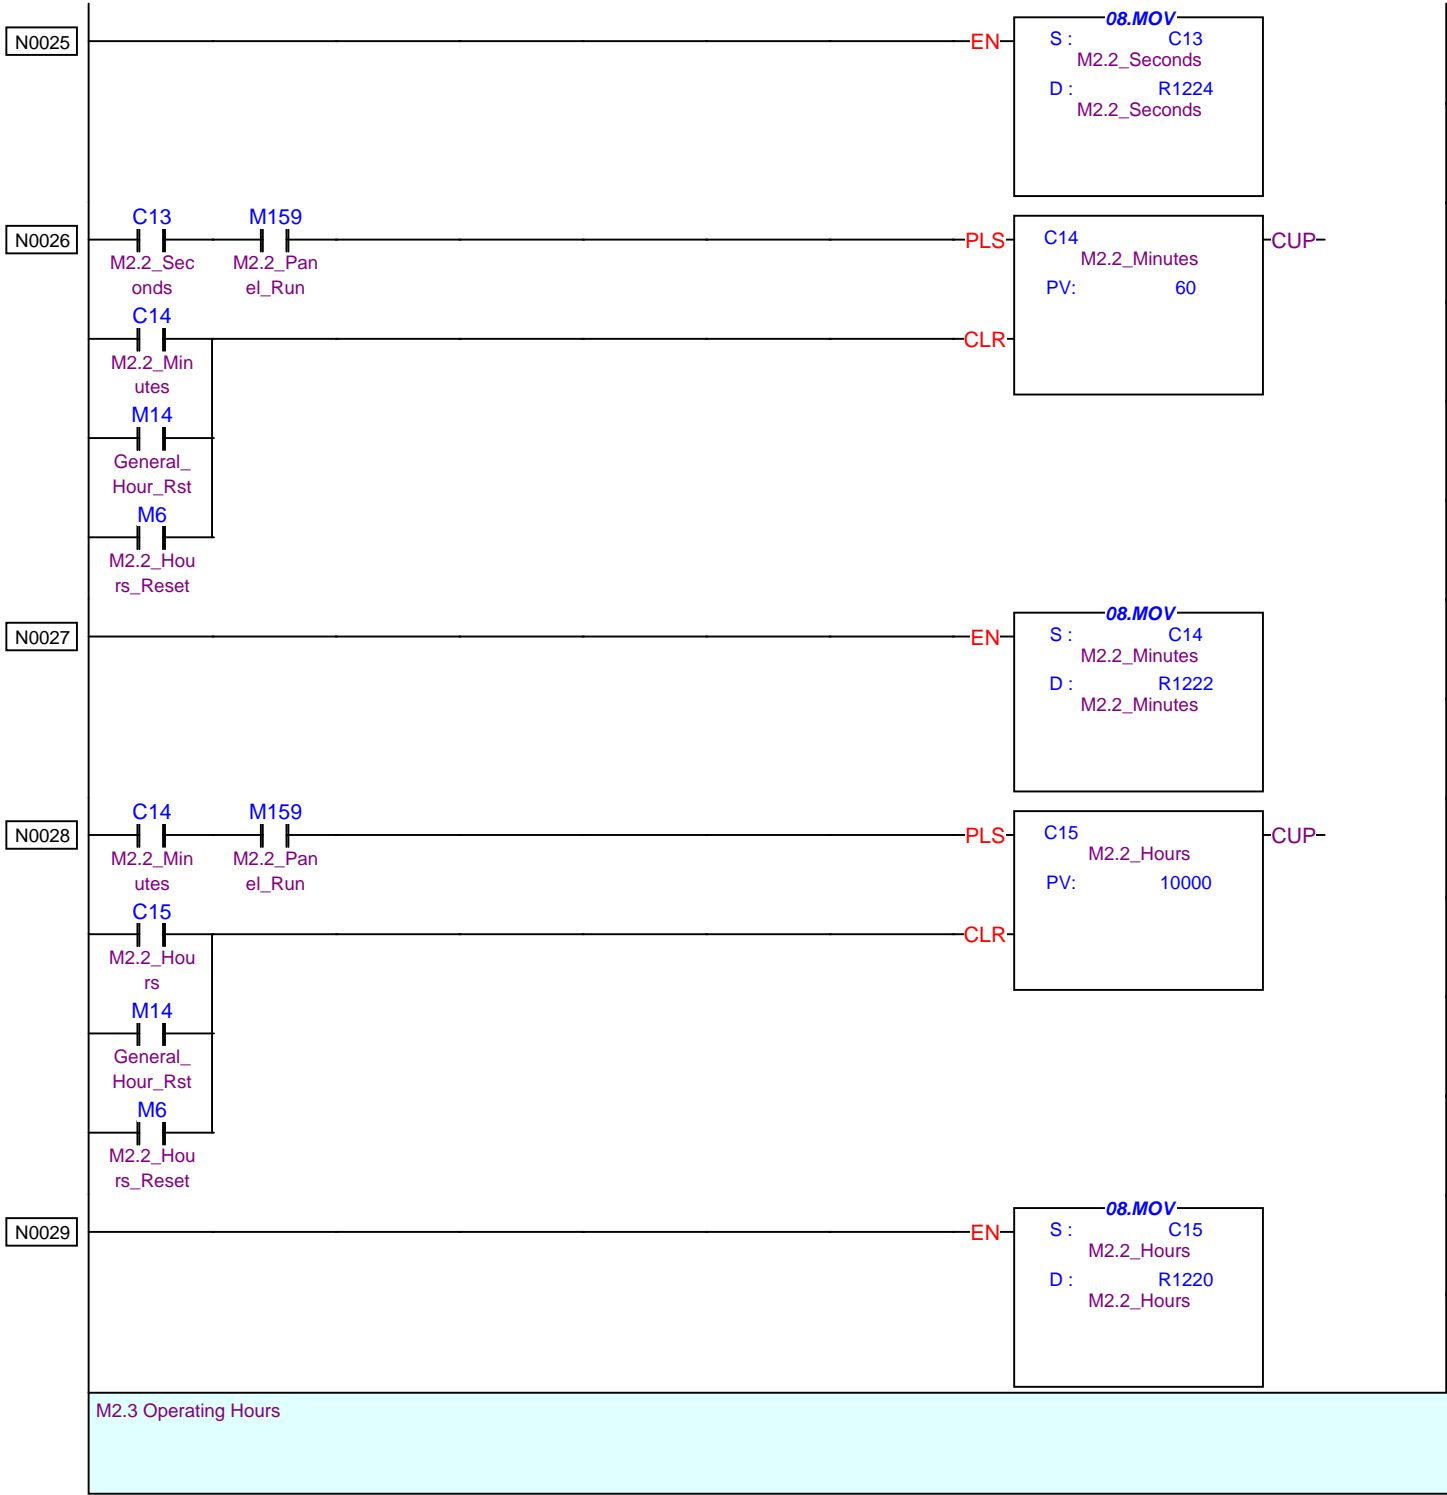 08.MOV
N0025
EN
S : C13
M2.2_Seconds
D : R1224
M2.2_Seconds
C13 M159
N0026
PLS
C14
CUP
M2.2_Sec M2.2_Pan
M2.2_Minutes
onds el_Run
PV: 60
C14
CLR
M2.2_Min
utes
M14
General_
Hour_Rst
M6
M2.2_Hou
rs_Reset
08.MOV
N0027
EN
S : C14
M2.2_Minutes
D : R1222
M2.2_Minutes
C14 M159
N0028
PLS
C15
CUP
M2.2_Min M2.2_Pan
M2.2_Hours
utes el_Run
PV: 10000
C15
CLR
M2.2_Hou
rs
M14
General_
Hour_Rst
M6
M2.2_Hou
rs_Reset
08.MOV
N0029
EN
S : C15
M2.2_Hours
D : R1220
M2.2_Hours
M2.3 Operating Hours